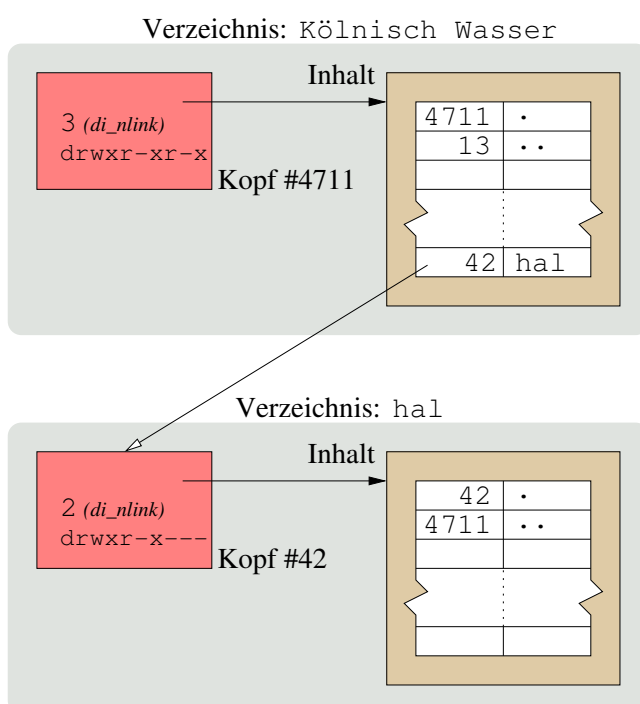 Verzeichnis: Kölnisch Wasser
Inhalt
3 (di_nlink)
drwxr-xr-x
Kopf #4711
4711 .
13 ..
42 hal
Verzeichnis: hal
Inhalt
2 (di_nlink)
drwxr-x---
Kopf #42
42 .
4711 ..